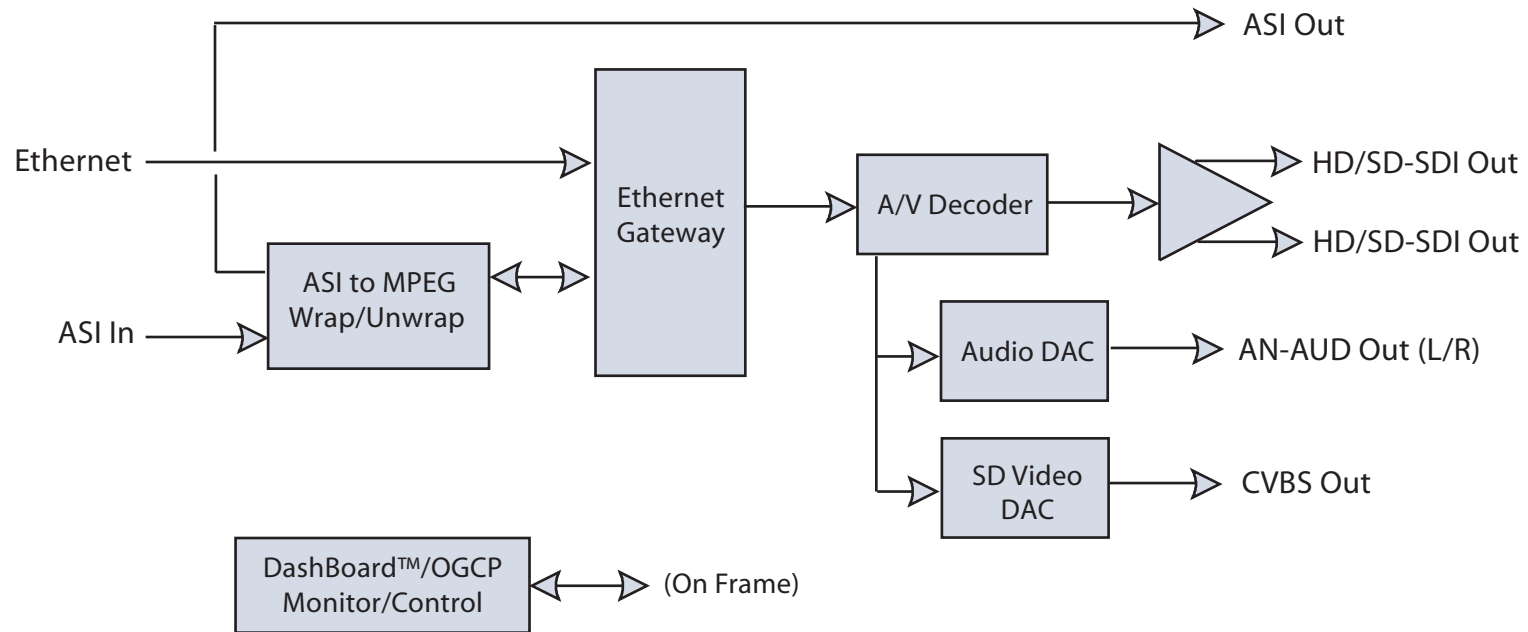 ASI Out
Ethernet
HD/SD-SDI Out
Ethernet
Gateway
A/V Decoder
HD/SD-SDI Out
ASI to MPEG
Wrap/Unwrap
ASI In
Audio DAC
AN-AUD Out (L/R)
SD Video
DAC
CVBS Out
DashBoard™/OGCP
Monitor/Control
(On Frame)